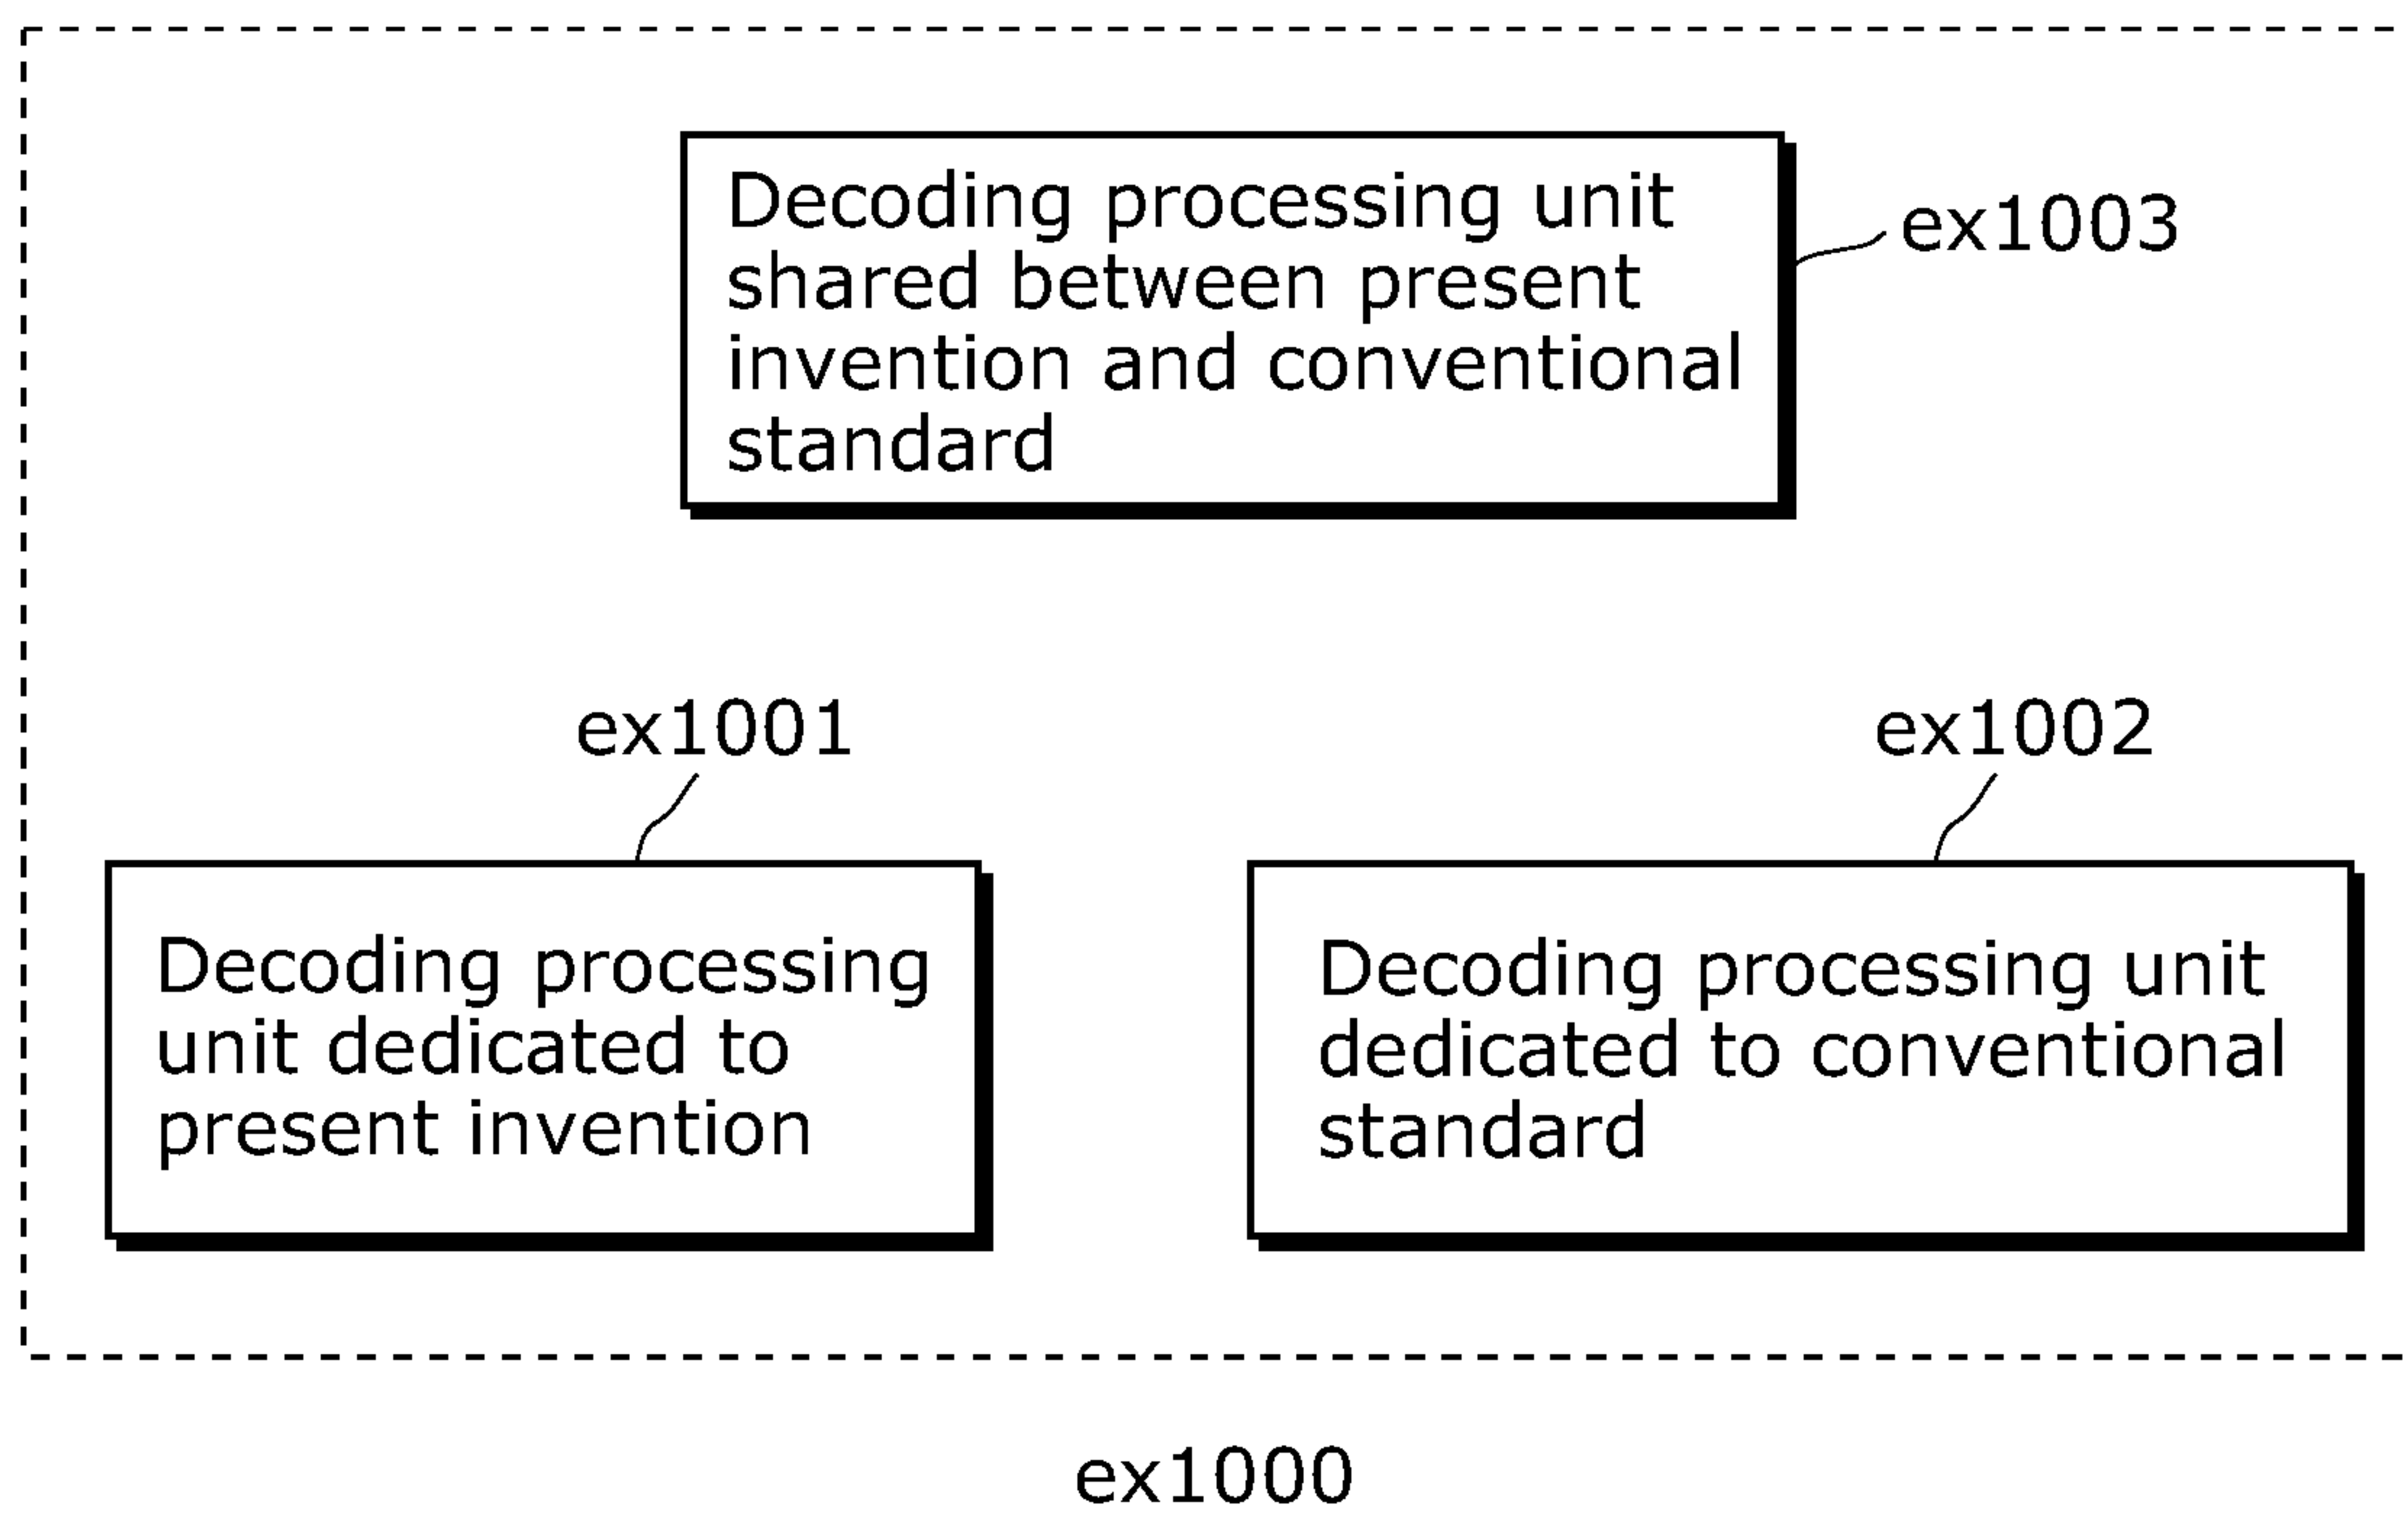 Decoding processing unit
shared between present
invention and conventional
standard
ex1003
ex1001
ex1002
Decoding processing
unit dedicated to
present invention
Decoding processing unit
dedicated to conventional
standard
ex1000